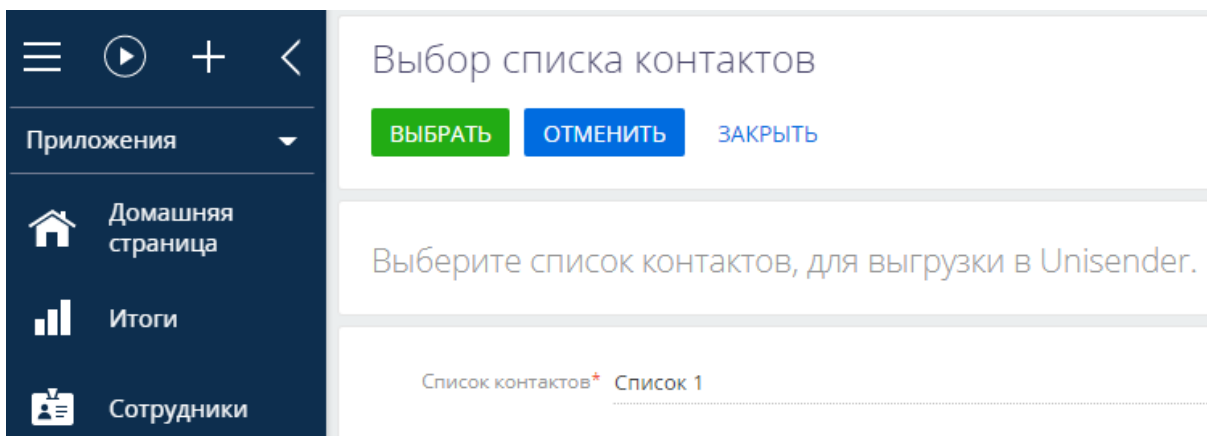 Выбор списка контактов
ВЫБРАТЬ ОТМЕНИТЬ ЗАКРЫТЬ
Приложения
Домашняя
страница
Выберите список контактов, для выгрузки в Unisender.
Итоги
Список контактов* Список 1
Сотрудники